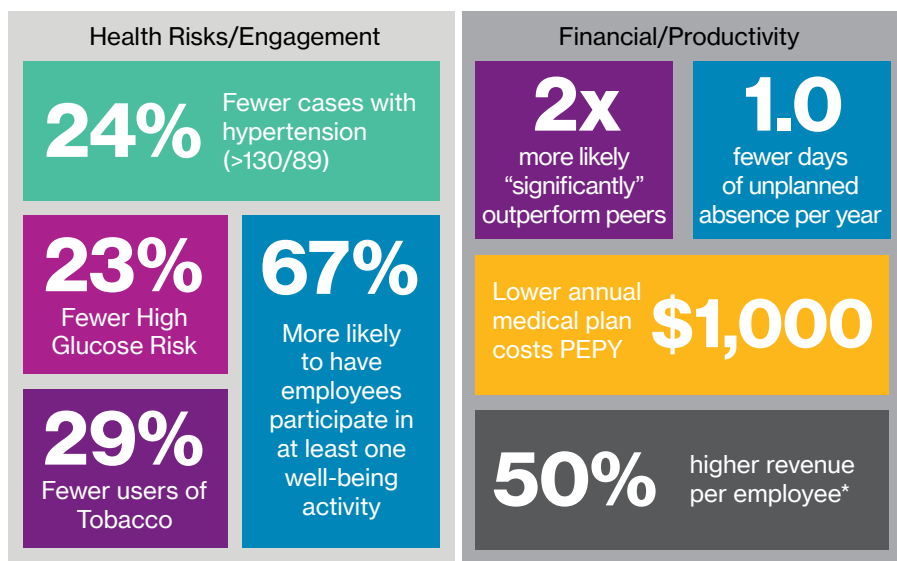 Health Risks/Engagement
24%
Fewer cases with
hypertension
(>130/89)
23%
Fewer High
Glucose Risk
29%
Fewer users of
Tobacco
67%
More likely
to have
employees
participate in
at least one
well-being
activity
Financial/Productivity
2x
more likely
“significantly”
outperform peers
1.0
fewer days
of unplanned
absence per year
Lower annual
medical plan
costs PEPY
$1,000
50%
higher revenue
per employee*